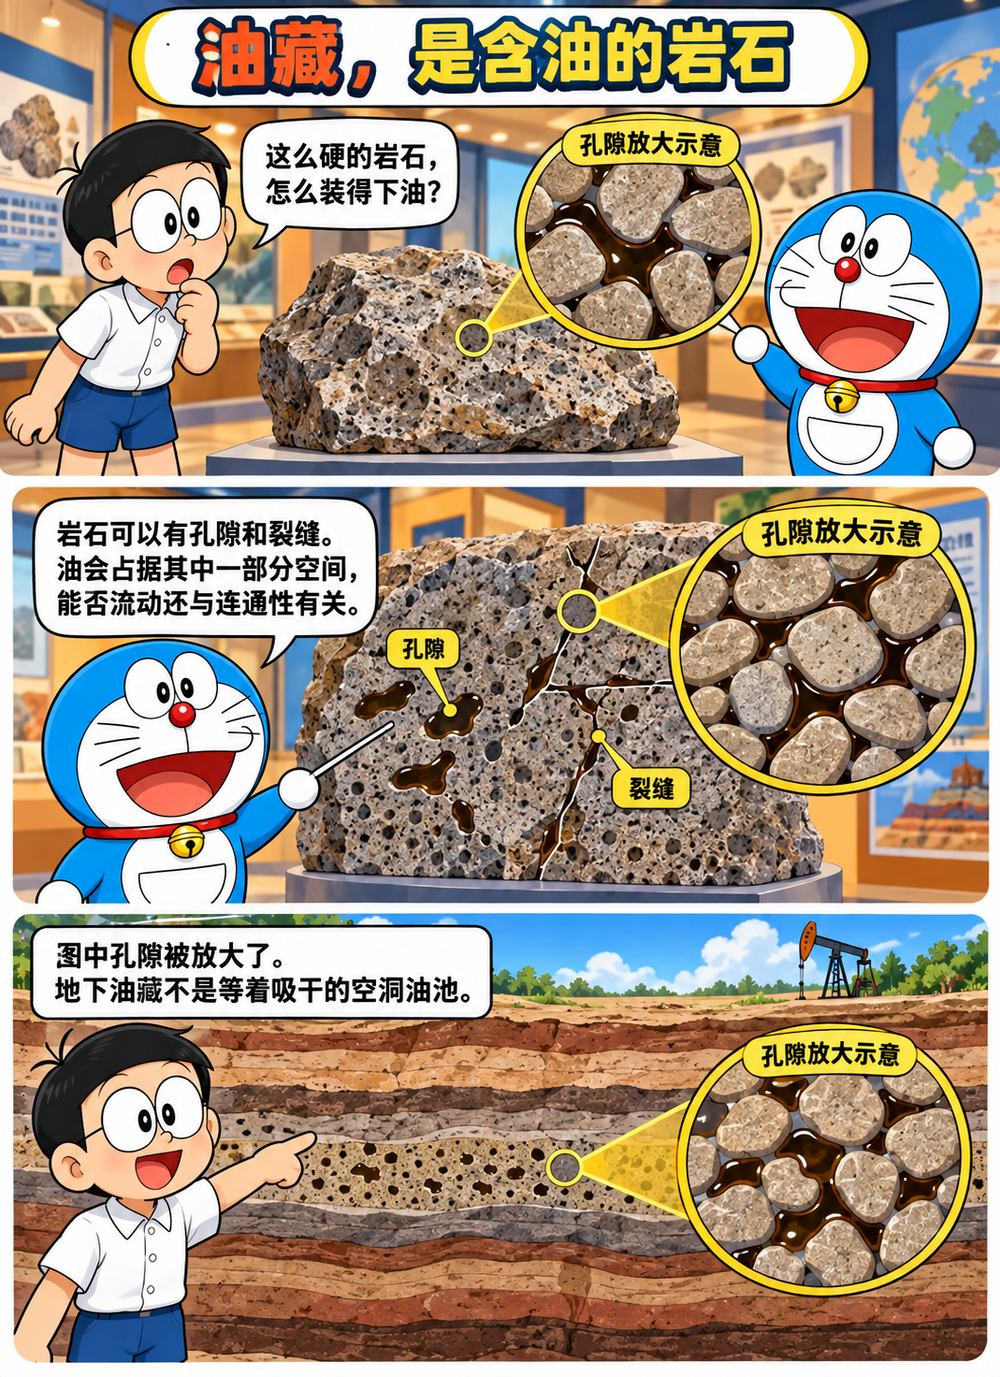 油藏，是含油的岩石
这么硬的岩石，
怎么装得下油？
孔隙放大示意
岩石可以有孔隙和裂缝。
油会占据其中一部分空间，
能否流动还与连通性有关。
孔隙放大示意
孔隙
裂缝
图中孔隙被放大了。
地下油藏不是等着吸干的空洞油池。
孔隙放大示意